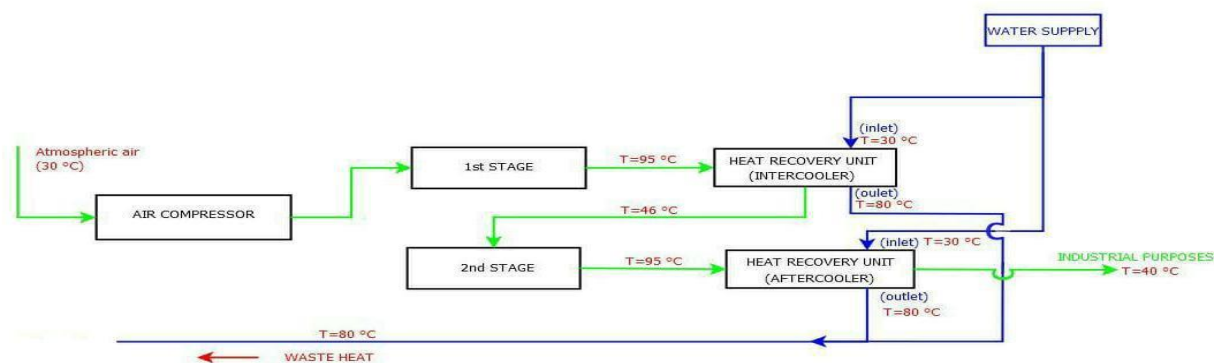 WATER SUPPPLY
(inlet)
T=30 °C
Atmospheric air
(30 °C)
1st STAGE
T=95 °C
HEAT RECOVERY UNIT
(INTERCOOLER)
(oulet)
T=80 °C
AIR COMPRESSOR
T=46 °C
(inlet) T=30 °C
2nd STAGE
T=95 °C
HEAT RECOVERY UNIT
(AFTERCOOLER)
INDUSTRIAL PURPOSES
T=40 °C
(outlet)
T=80 °C
T=80 °C
WASTE HEAT